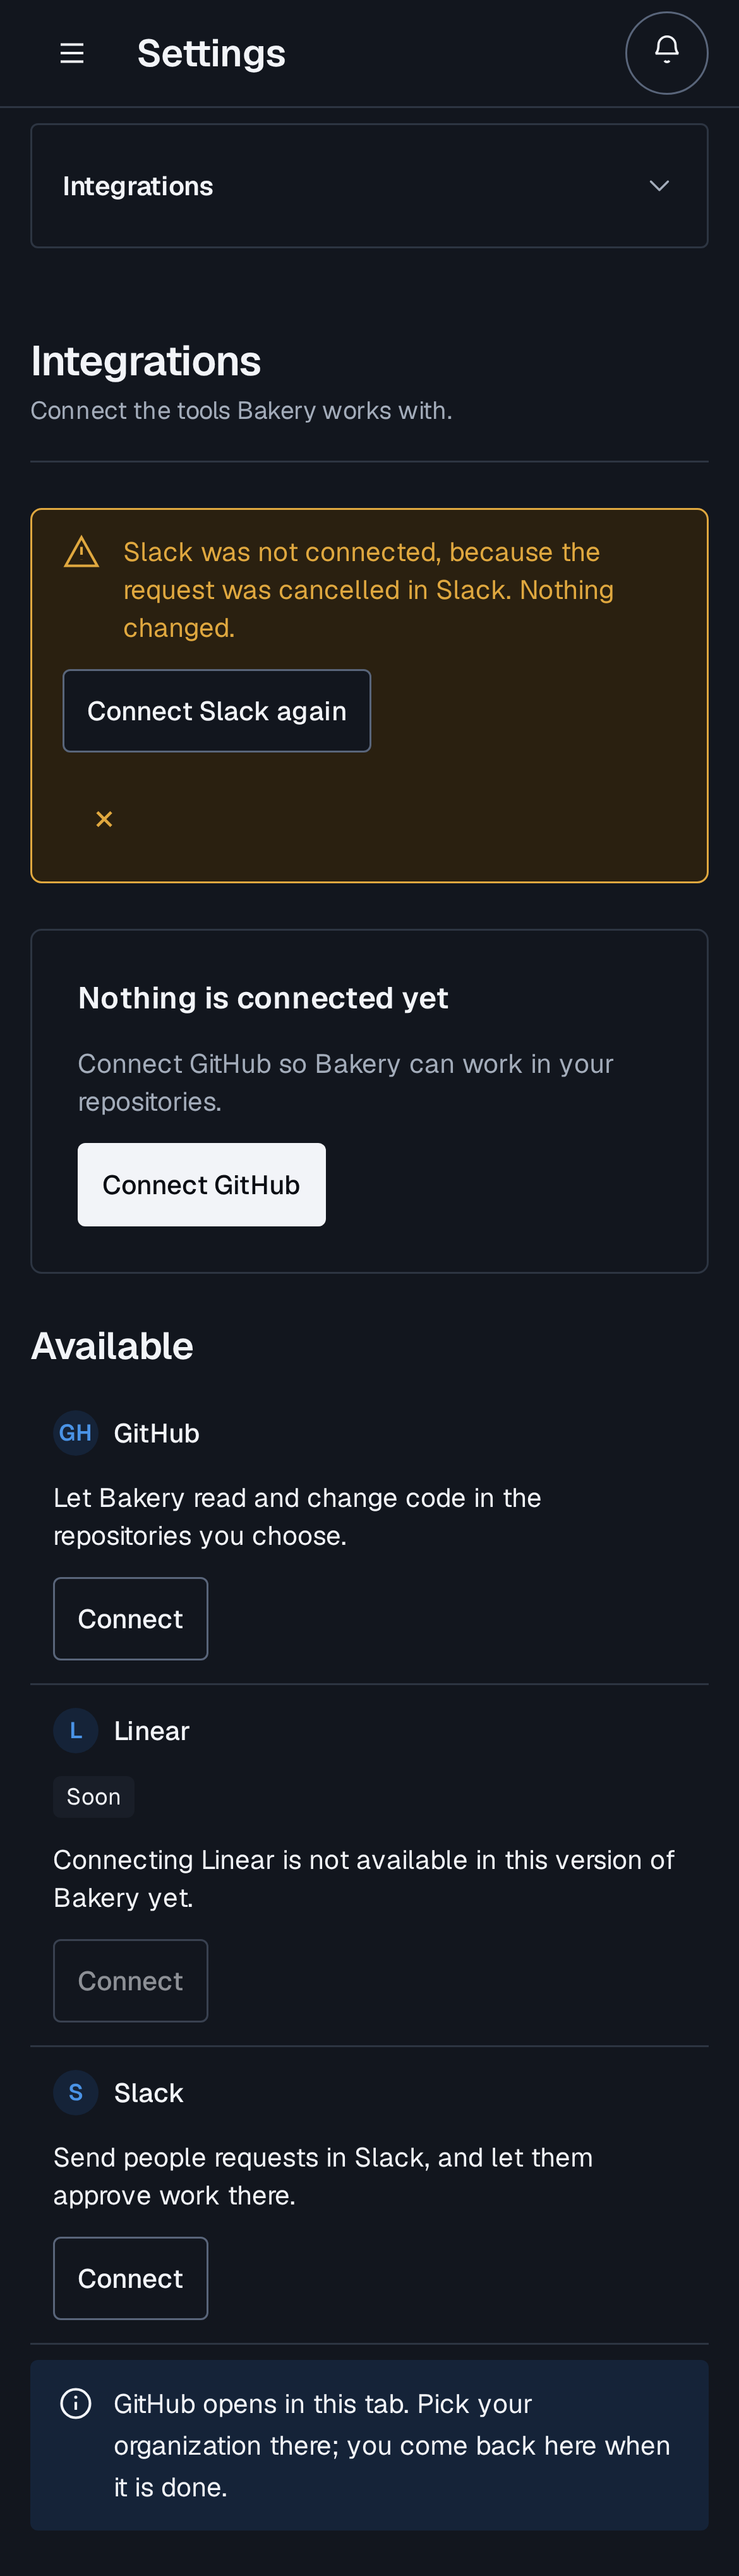 Settings
Integrations
Integrations
Connect the tools Bakery works with.
Slack was not connected, because the
request was cancelled in Slack. Nothing
changed.
Connect Slack again
Nothing is connected yet
Connect GitHub so Bakery can work in your
repositories.
Connect GitHub
Available
GH GitHub
Let Bakery read and change code in the
repositories you choose.
Connect
L Linear
Soon
Connecting Linear is not available in this version of
Bakery yet.
Connect
S Slack
Send people requests in Slack, and let them
approve work there.
Connect
GitHub opens in this tab. Pick your
organization there; you come back here when
it is done.